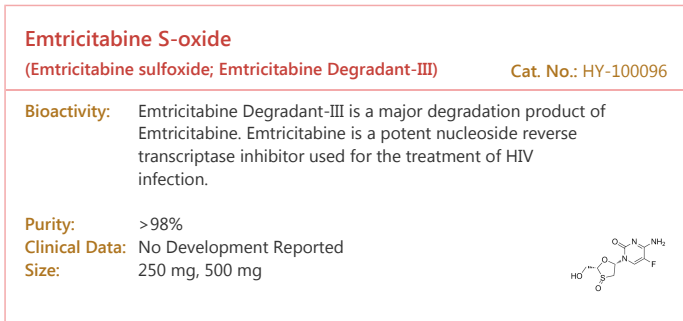 Emtricitabine S-oxide
(Emtricitabine sulfoxide; Emtricitabine Degradant-III) Cat. No.: HY-100096
Bioactivity: Emtricitabine Degradant-III is a major degradation product of
Emtricitabine. Emtricitabine is a potent nucleoside reverse
transcriptase inhibitor used for the treatment of HIV
infection.
Purity: >98%
Clinical Data: No Development Reported
Size: 250 mg, 500 mg
O N NH₂
O N F
HO S
O